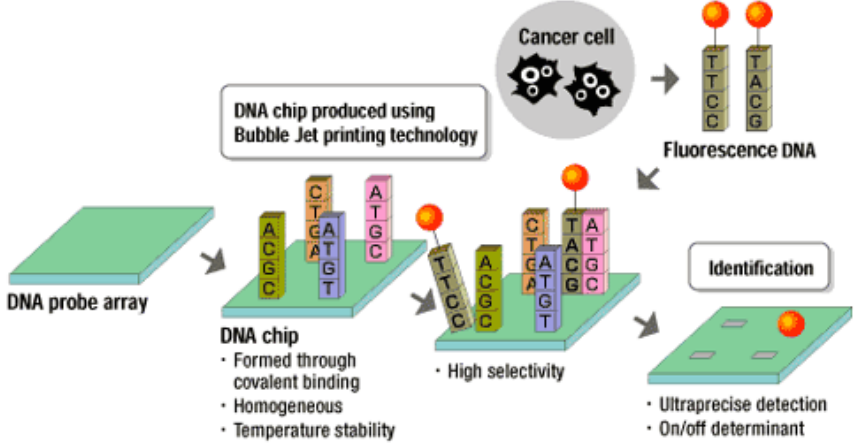 Cancer cell
T
T
C
C
T
A
C
G
Fluorescence DNA
DNA chip produced using
Bubble Jet printing technology
DNA probe array
A
C
G
C
C
T
G
A
A
T
G
T
A
T
G
C
DNA chip
・Formed through
covalent binding
・Homogeneous
・Temperature stability
T
T
C
C
A
C
G
C
C
T
G
A
A
T
G
T
T
A
C
G
A
T
G
C
・High selectivity
Identification
・Ultraprecise detection
・On/off determinant